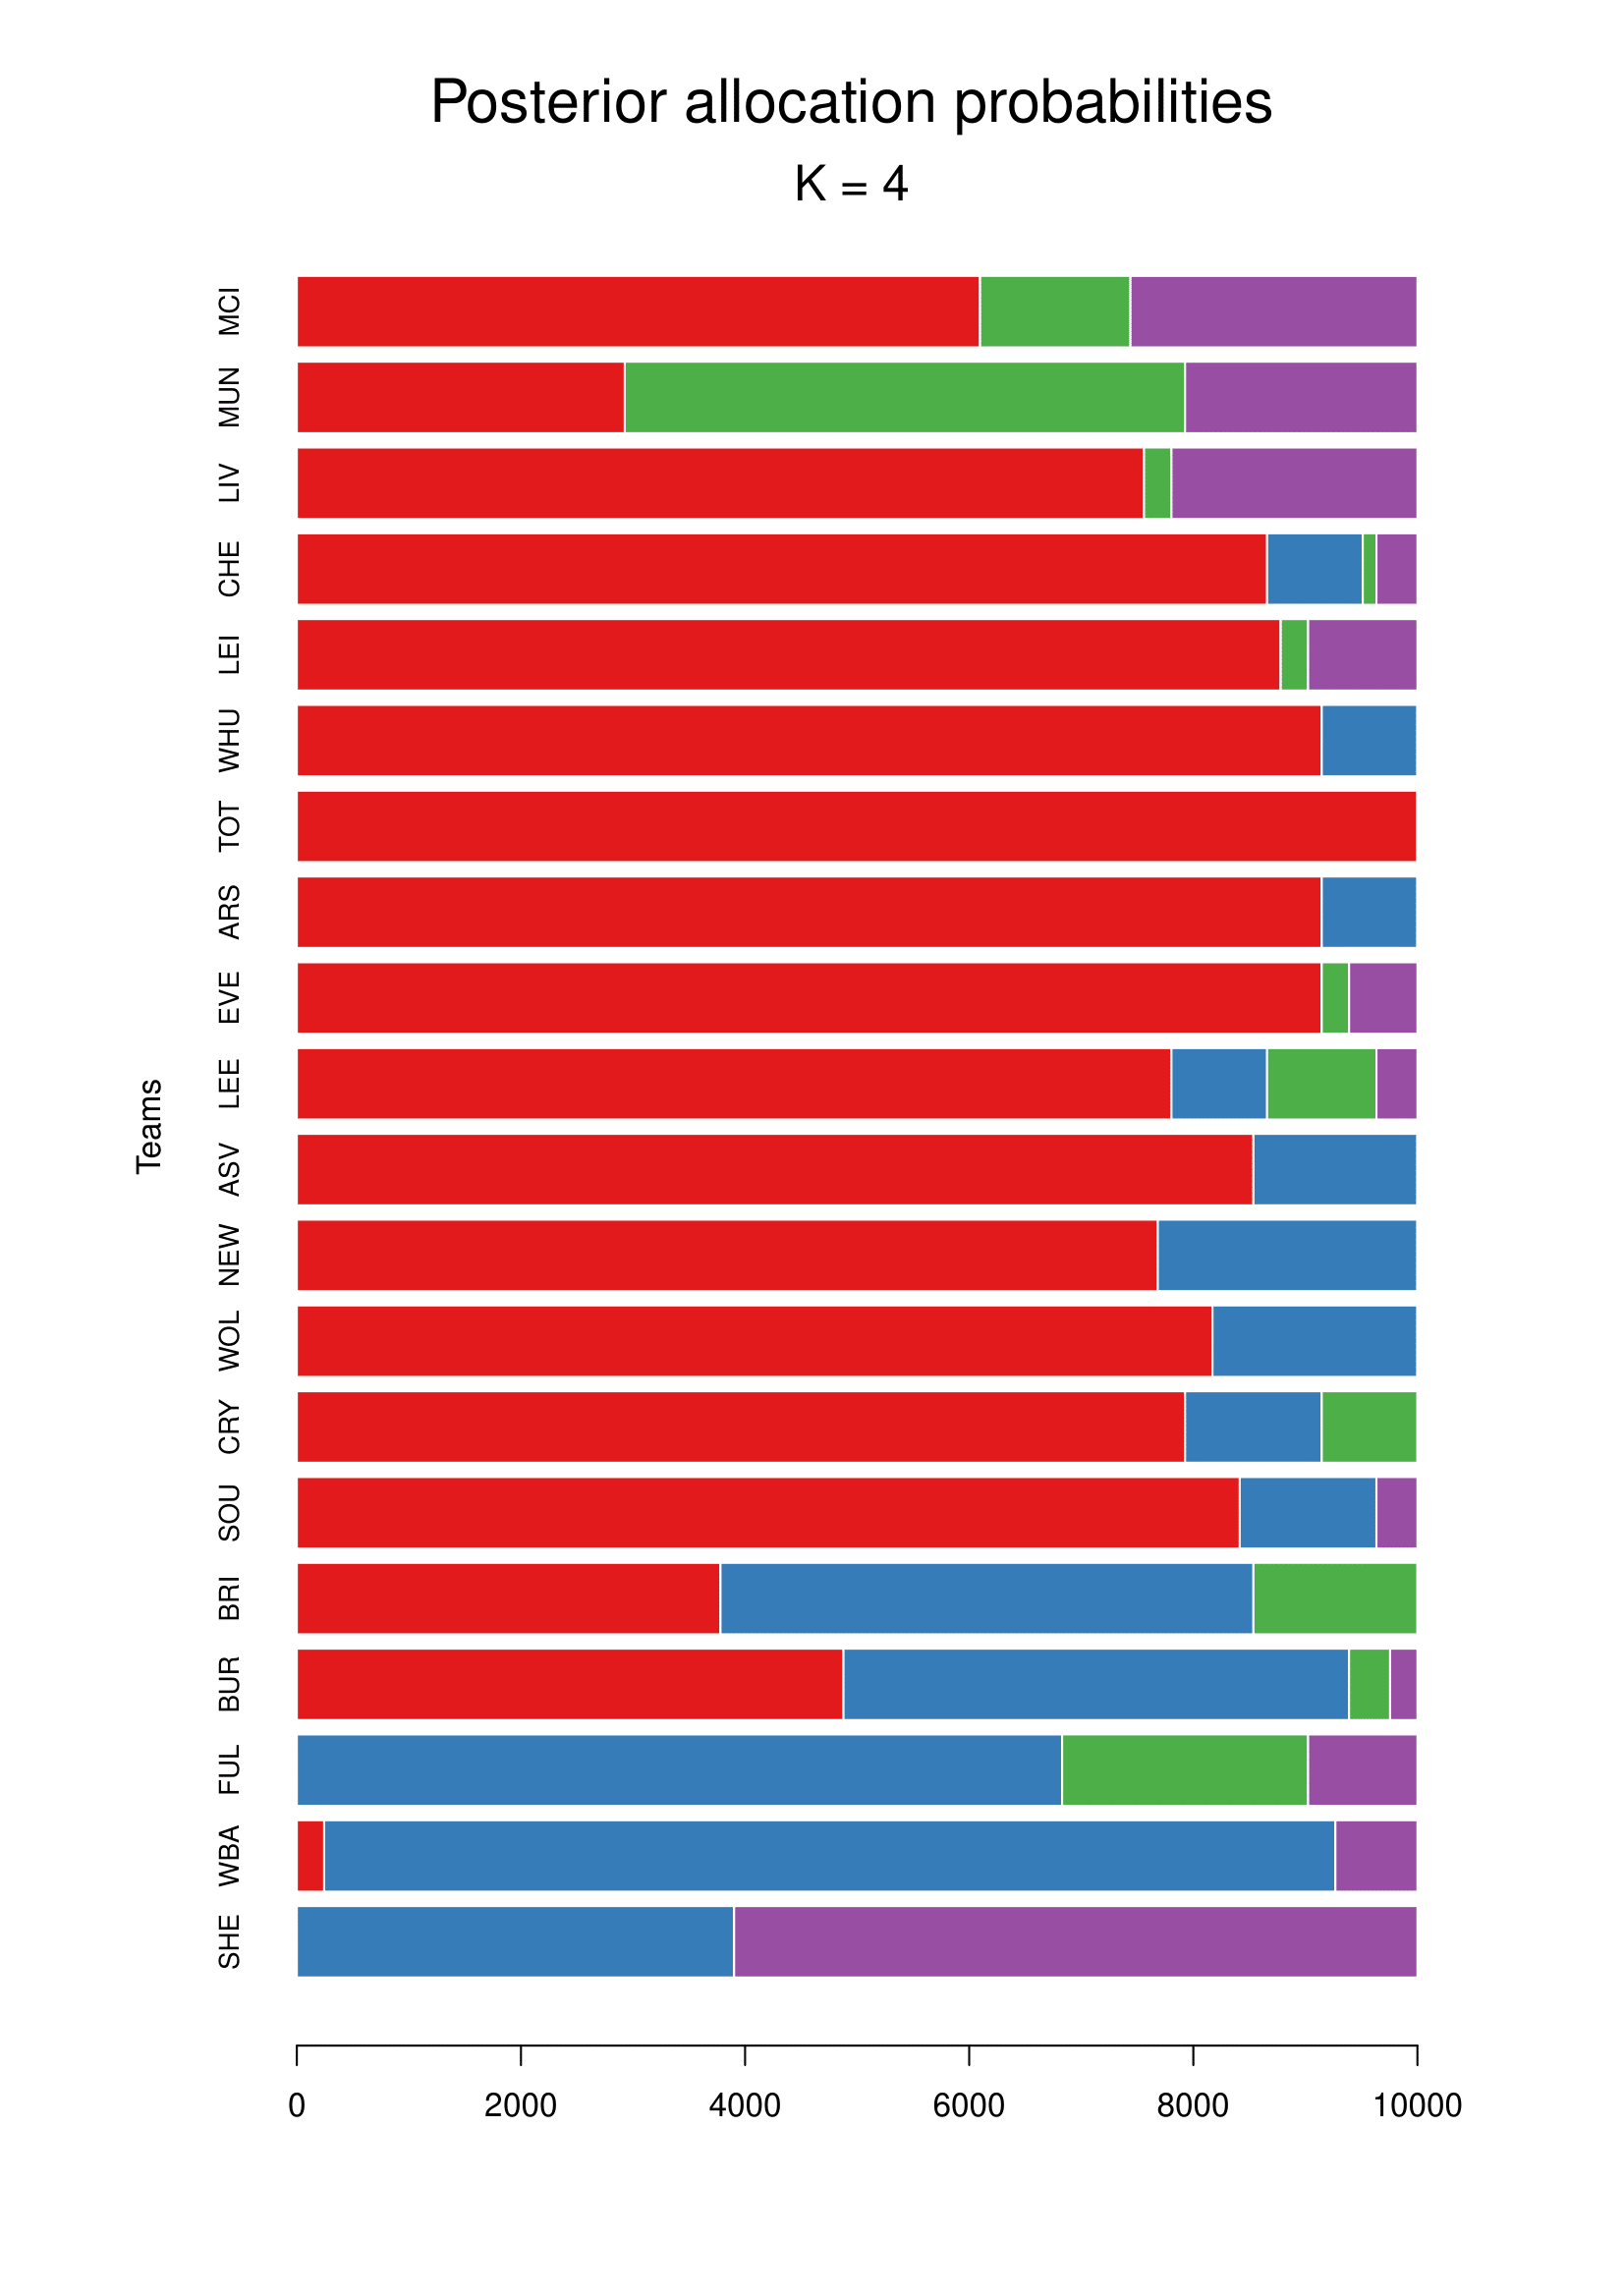 Posterior allocation probabilities
K = 4
Teams
MCI
MUN
LIV
CHE
LEI
WHU
TOT
ARS
EVE
LEE
ASV
NEW
WOL
CRY
SOU
BRI
BUR
FUL
WBA
SHE
0 2000 4000 6000 8000 10000